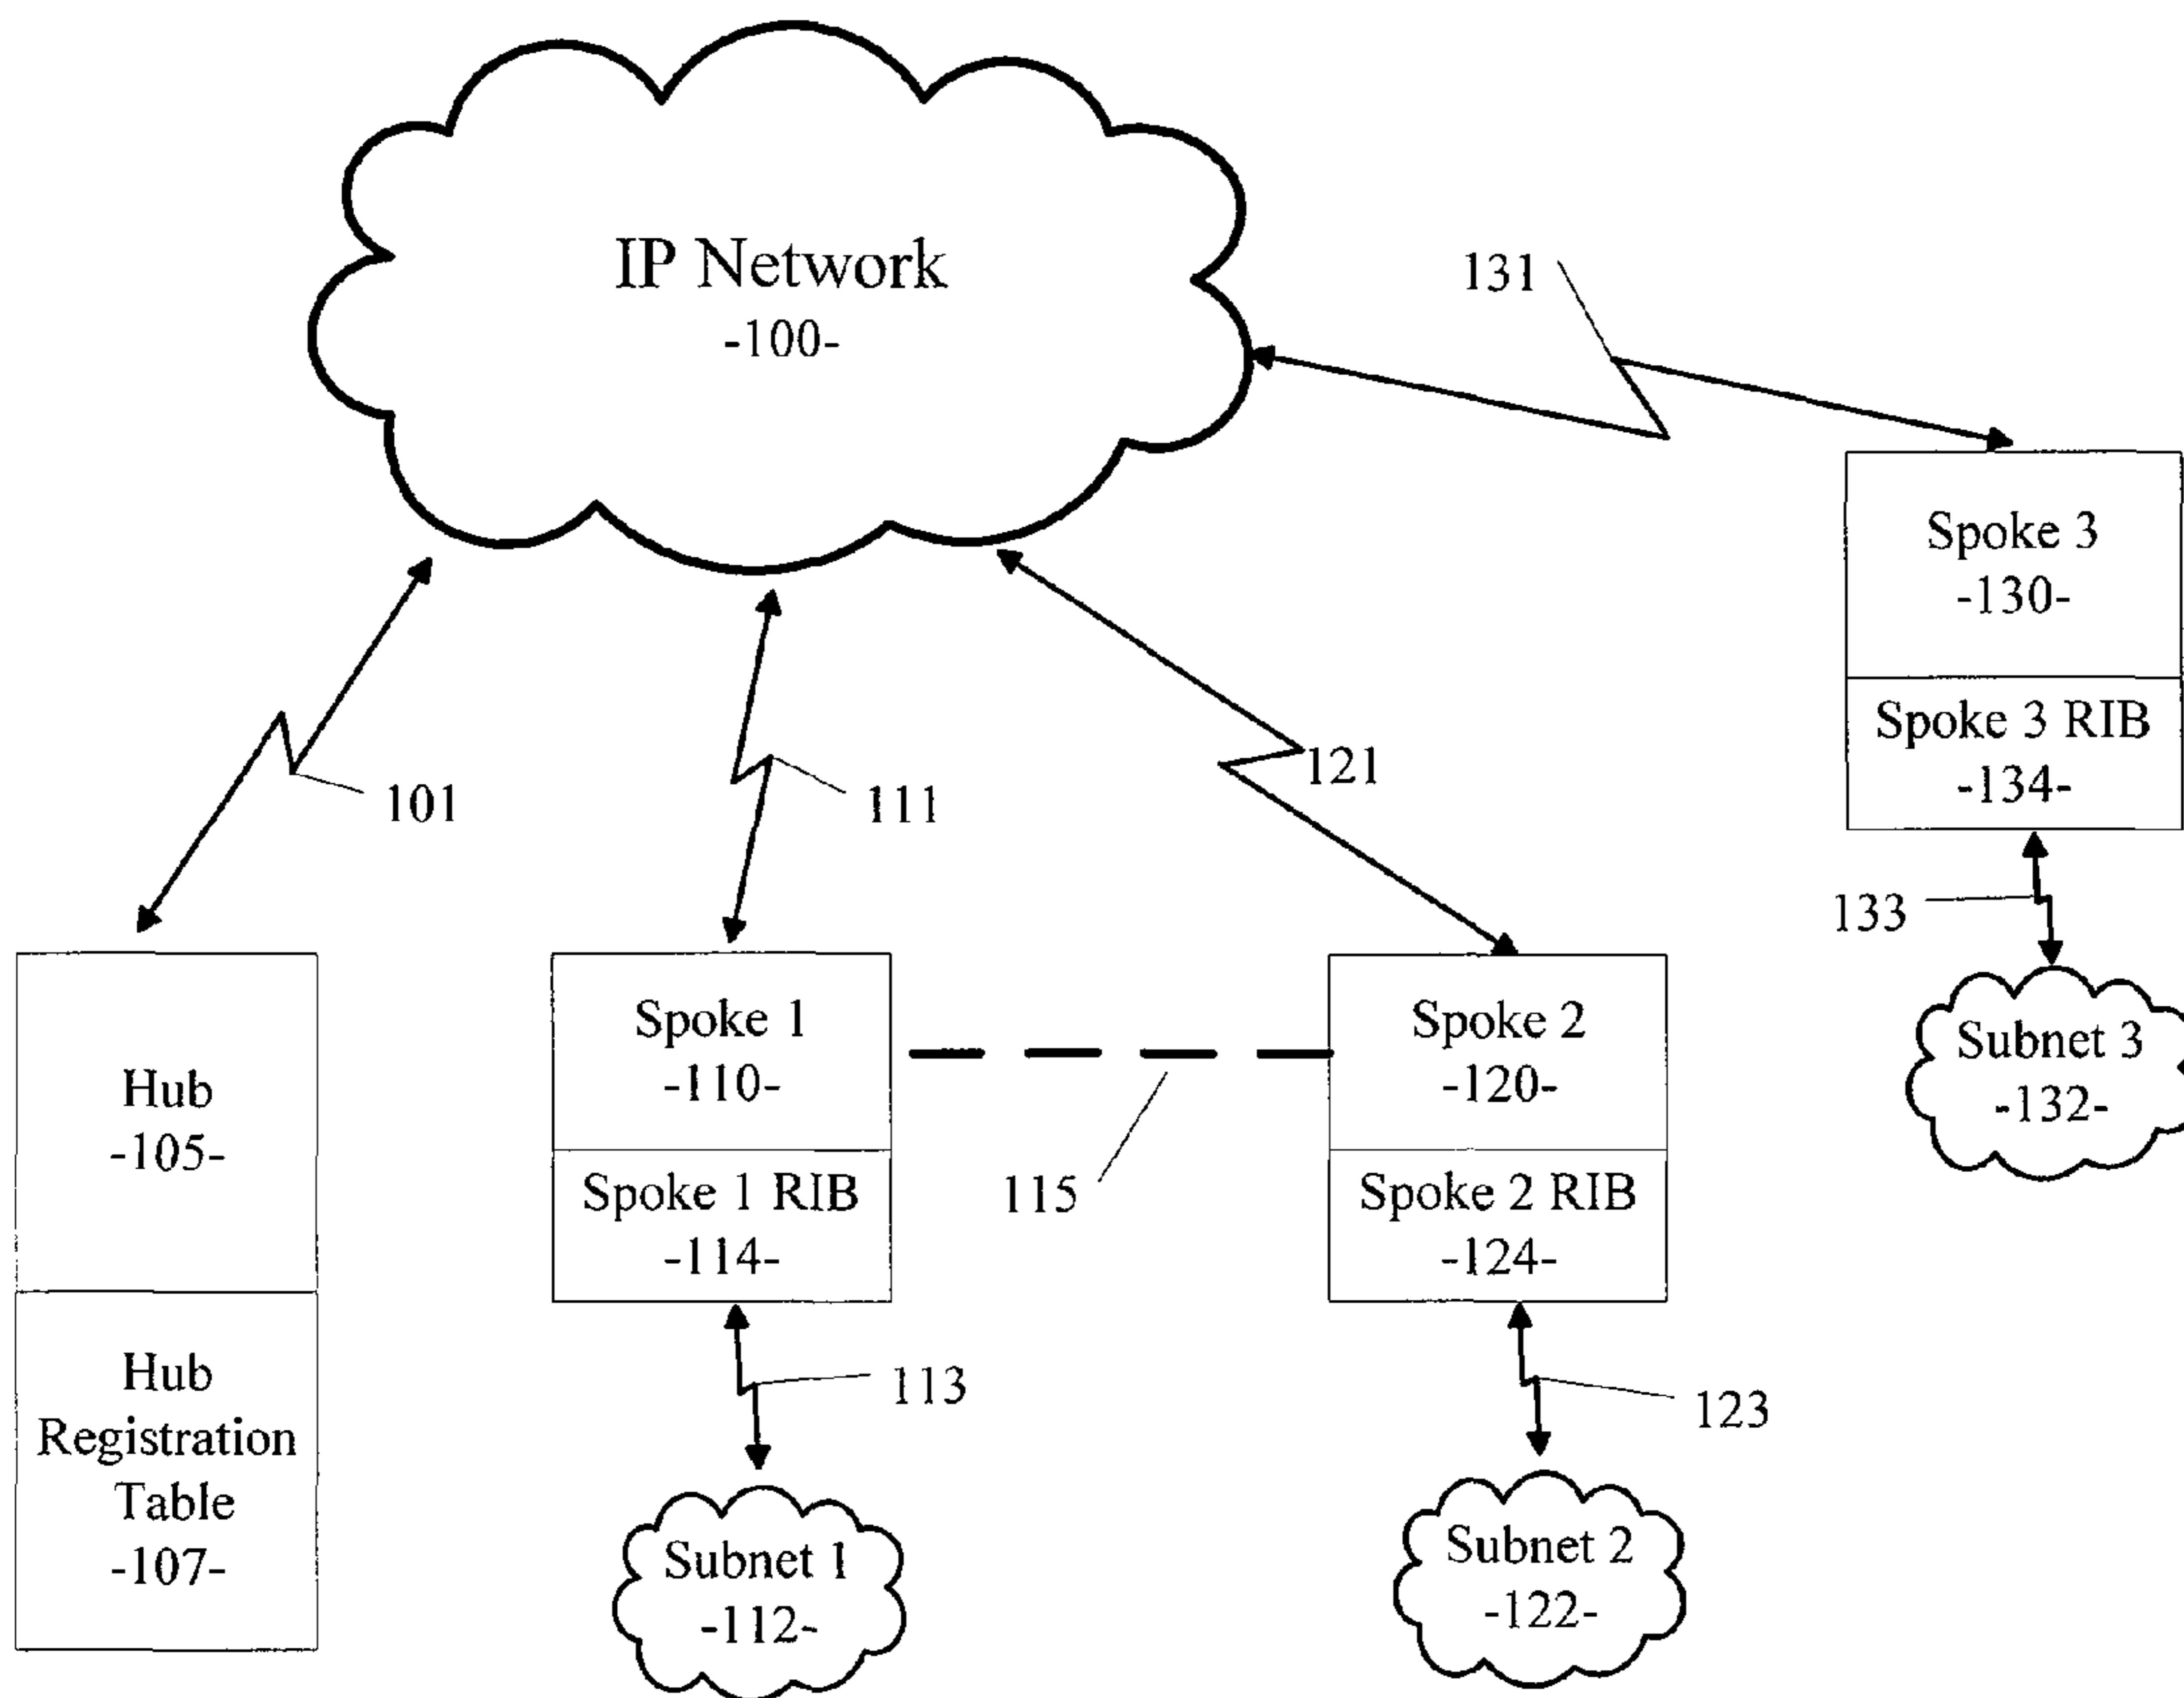 IP Network
-100-
131
Spoke 3
-130-
Spoke 3 RIB
-134-
101
111
121
133
Subnet 3
-132-
Hub
-105-
Hub
Registration
Table
-107-
Spoke 1
-110-
Spoke 1 RIB
-114-
115
Spoke 2
-120-
Spoke 2 RIB
-124-
113
123
Subnet 1
-112-
Subnet 2
-122-